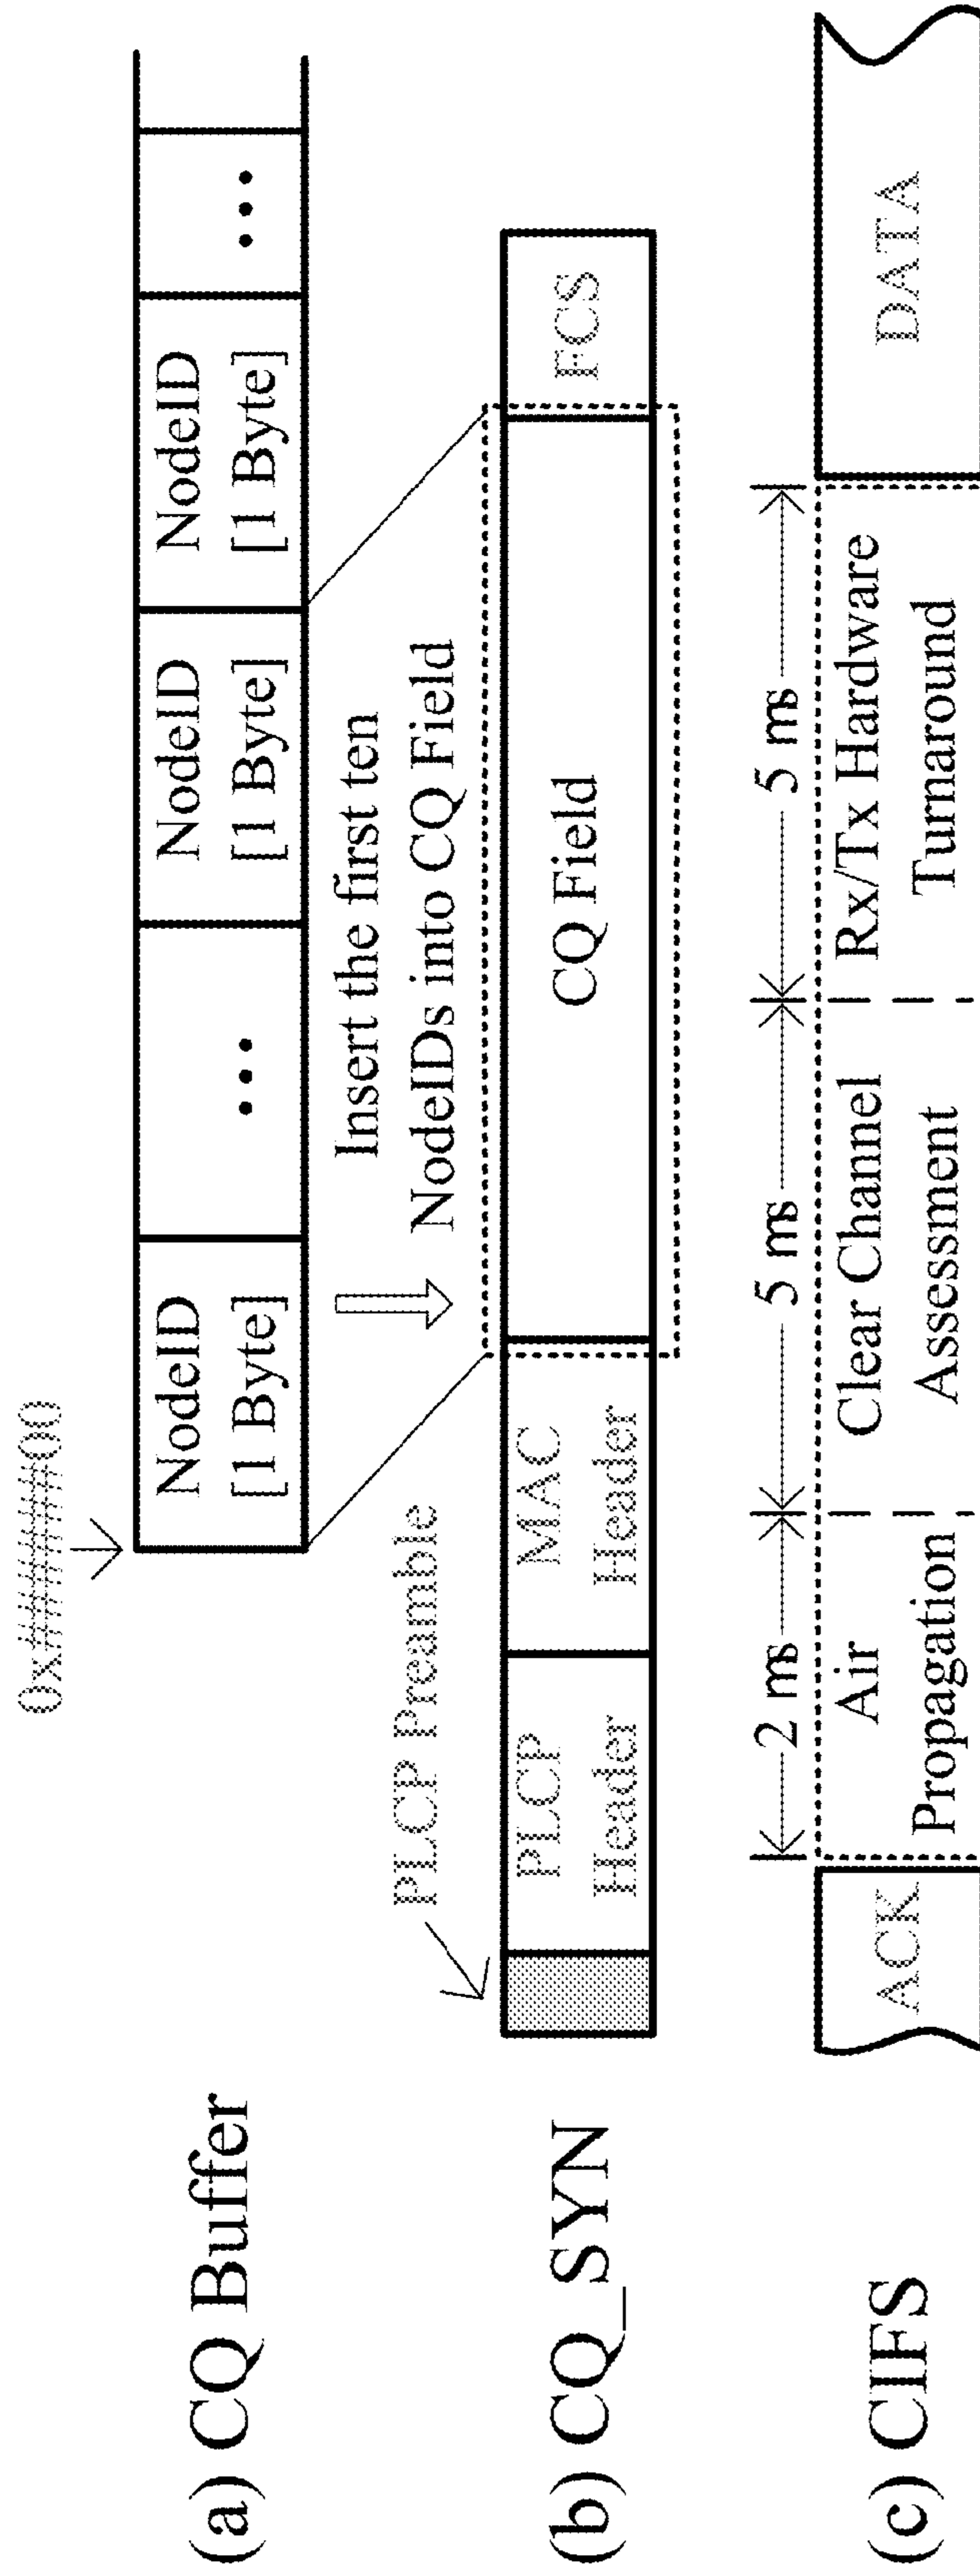 0x####00
(a) CQ Buffer
NodeID
[1 Byte]
...
NodeID
[1 Byte]
NodeID
[1 Byte]
...
Insert the first ten
NodeIDs into CQ Field
PLCP Preamble
(b) CQ_SYN
PLCP
Header
MAC
Header
CQ Field
FCS
2 ms
5 ms
5 ms
(c) CIFS
ACK
Air
Propagation
Clear Channel
Assessment
Rx/Tx Hardware
Turnaround
DATA